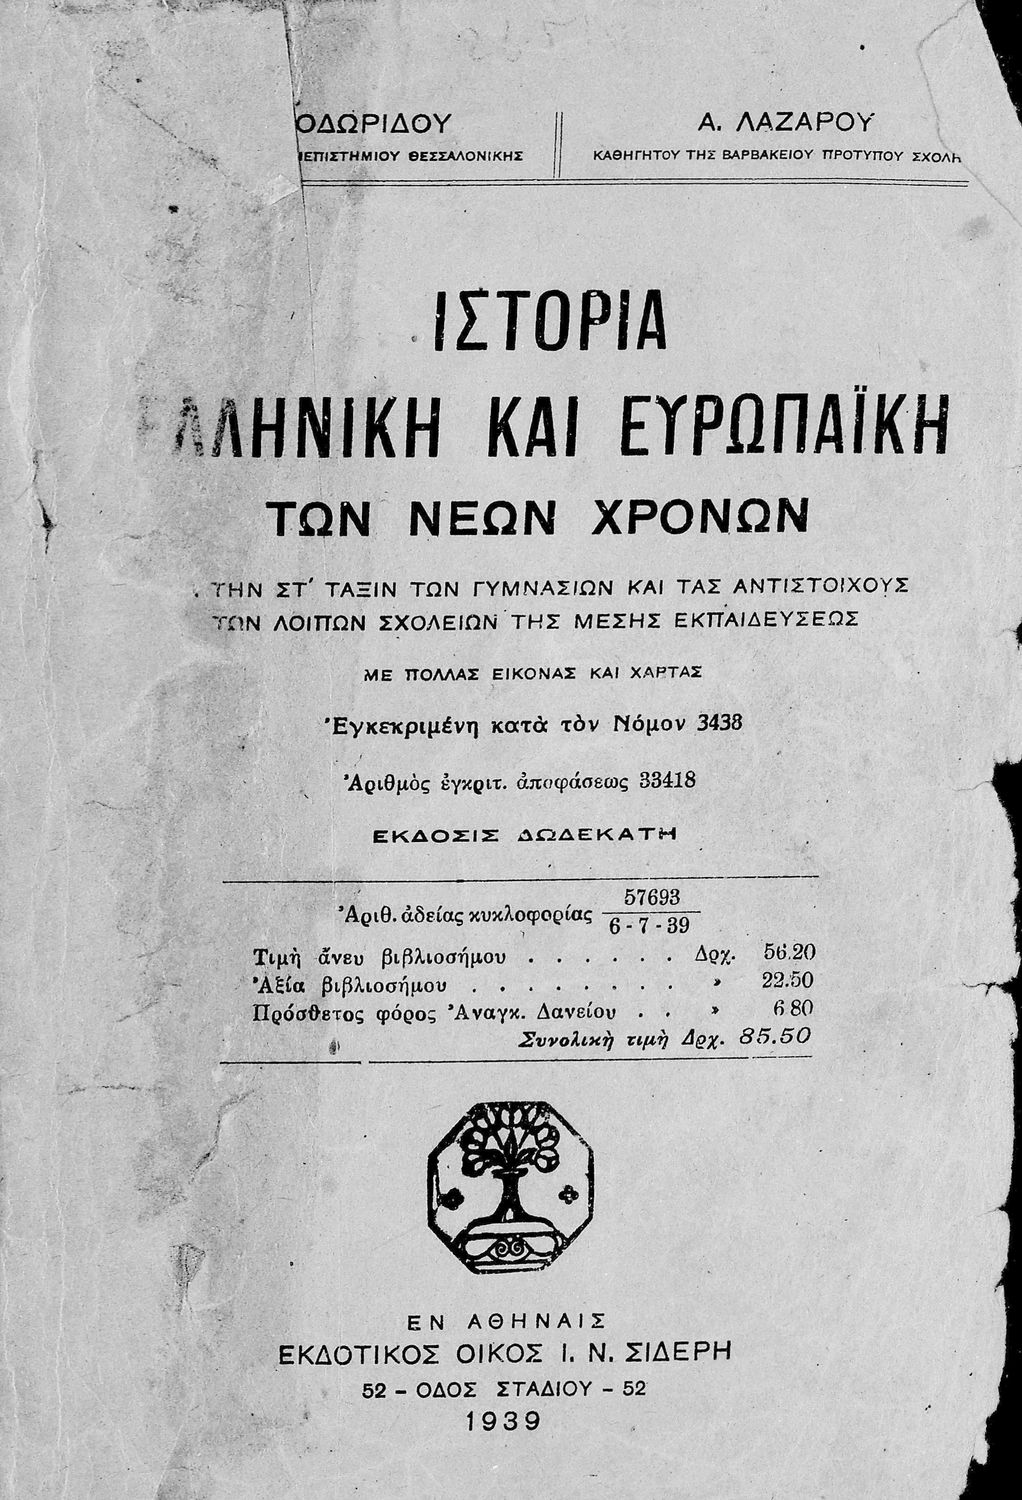 ΟΔΩΡΙΔΟΥ
ΙΕΠΙΣΤΗΜΙΟΥ ΘΕΣΣΑΛΟΝΙΚΗΣ
Α. ΛΑΖΑΡΟΥ
ΚΑΘΗΓΗΤΟΥ ΤΗΣ ΒΑΡΒΑΚΕΙΟΥ ΠΡΟΤΥΠΟΥ ΣΧΟΛΗ
ΙΣΤΟΡΙΑ
ΕΛΛΗΝΙΚΗ ΚΑΙ ΕΥΡΩΠΑΪΚΗ
ΤΩΝ ΝΕΩΝ ΧΡΟΝΩΝ
ΤΗΝ ΣΤ΄ ΤΑΞΙΝ ΤΩΝ ΓΥΜΝΑΣΙΩΝ ΚΑΙ ΤΑΣ ΑΝΤΙΣΤΟΙΧΟΥΣ
ΤΩΝ ΛΟΙΠΩΝ ΣΧΟΛΕΙΩΝ ΤΗΣ ΜΕΣΗΣ ΕΚΠΑΙΔΕΥΣΕΩΣ
ΜΕ ΠΟΛΛΑΣ ΕΙΚΟΝΑΣ ΚΑΙ ΧΑΡΤΑΣ
Ἐγκεκριμένη κατὰ τὸν Νόμον 3438
Ἀριθμὸς ἐγκριτ. ἀποφάσεως 33418
ΕΚΔΟΣΙΣ ΔΩΔΕΚΑΤΗ
Ἀριθ. ἀδείας κυκλοφορίας 57693
6-7-39
Τιμὴ ἄνευ βιβλιοσήμου . . . . . . Δρχ. 56.20
Ἀξία βιβλιοσήμου . . . . . . . . » 22.50
Πρόσθετος φόρος Ἀναγκ. Δανείου . . » 6 80
Συνολικὴ τιμὴ Δρχ. 85.50
ΕΝ ΑΘΗΝΑΙΣ
ΕΚΔΟΤΙΚΟΣ ΟΙΚΟΣ Ι. Ν. ΣΙΔΕΡΗ
52 – ΟΔΟΣ ΣΤΑΔΙΟΥ – 52
1939